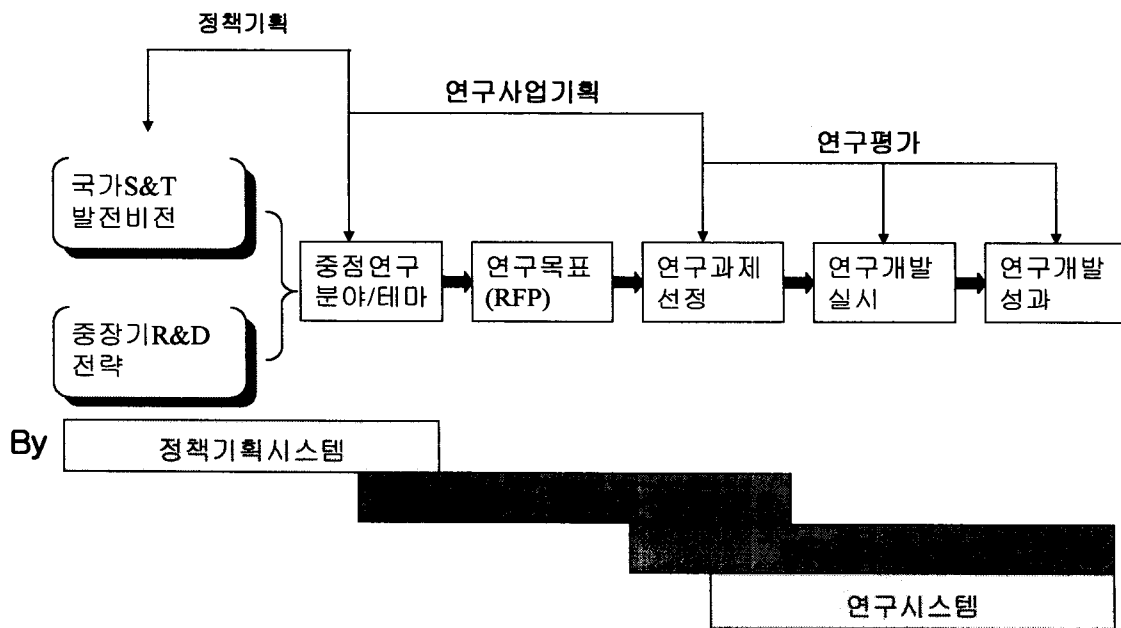 정책기획
연구사업기획
연구평가
국가S&T
발전비전
중장기R&D
전략
중점연구
분야/테마
연구목표
(RFP)
연구과제
선정
연구개발
실시
연구개발
성과
By
정책기획시스템
연구시스템